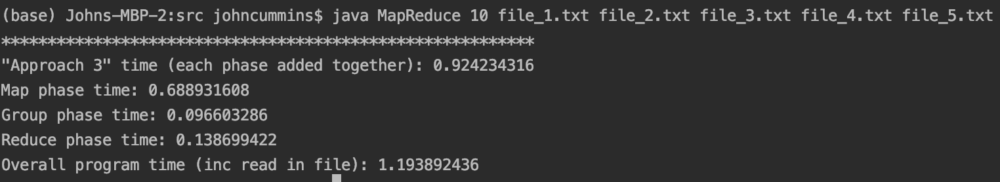 (base) Johns-MBP-2:src johncummins$ java MapReduce 10 file_1.txt file_2.txt file_3.txt file_4.txt file_5.txt
**********************************************************
"Approach 3" time (each phase added together): 0.924234316
Map phase time: 0.688931608
Group phase time: 0.096603286
Reduce phase time: 0.138699422
Overall program time (inc read in file): 1.193892436